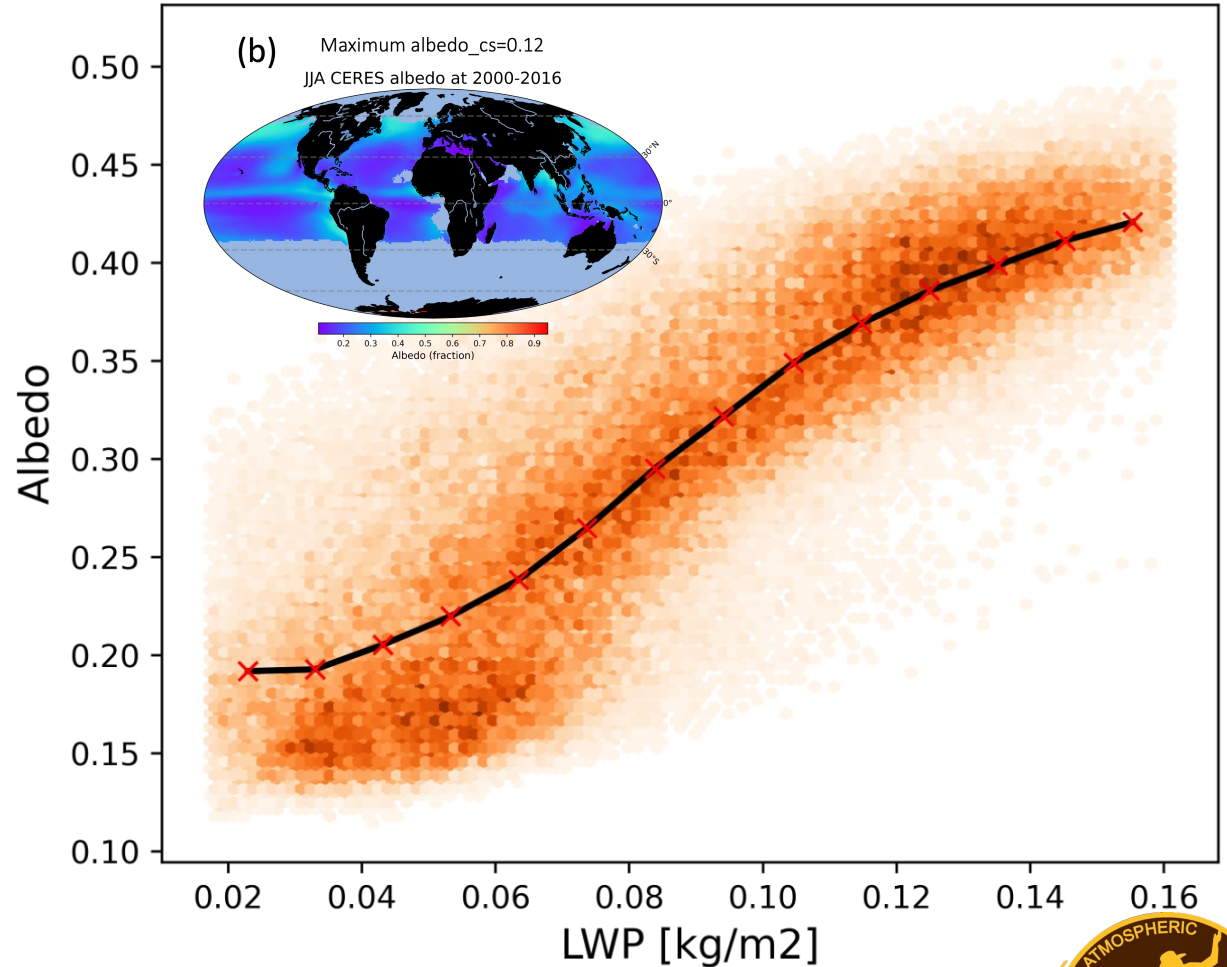 (b)
Maximum albedo_cs=0.12
JJA CERES albedo at 2000-2016
30°N
0°
30°S
0.2 0.3 0.4 0.5 0.6 0.7 0.8 0.9
Albedo (fraction)
0.50
0.45
0.40
0.35
0.30
0.25
0.20
0.15
0.10
Albedo
0.02 0.04 0.06 0.08 0.10 0.12 0.14 0.16
LWP [kg/m2]
ATMOSPHERIC